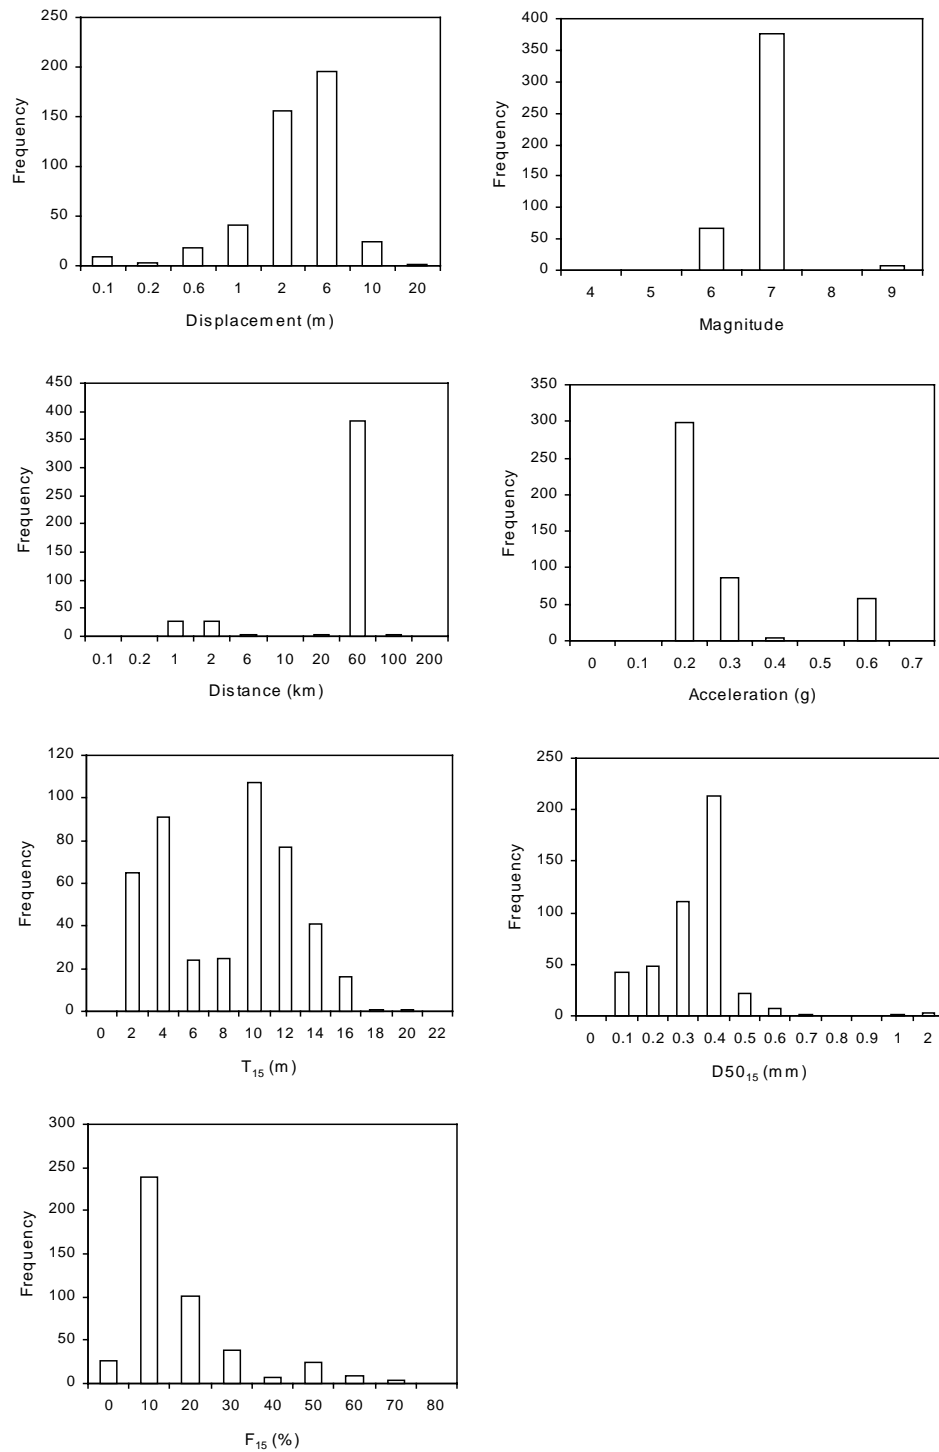 250
200
150
100
50
0
Frequency
0.1 0.2 0.6 1 2 6 10 20
Displacement (m)
400
350
300
250
200
150
100
50
0
Frequency
4 5 6 7 8 9
Magnitude
450
400
350
300
250
200
150
100
50
0
Frequency
0.1 0.2 1 2 6 10 20 60 100 200
Distance (km)
350
300
250
200
150
100
50
0
Frequency
0 0.1 0.2 0.3 0.4 0.5 0.6 0.7
Acceleration (g)
120
100
80
60
40
20
0
Frequency
0 2 4 6 8 10 12 14 16 18 20 22
T15 (m)
250
200
150
100
50
0
Frequency
0 0.1 0.2 0.3 0.4 0.5 0.6 0.7 0.8 0.9 1 2
D5015 (mm)
300
250
200
150
100
50
0
Frequency
0 10 20 30 40 50 60 70 80
F15 (%)